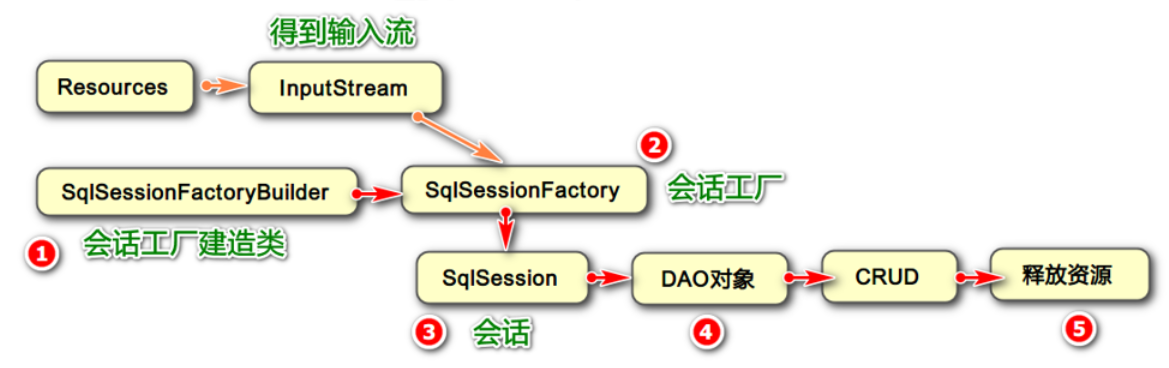 得到输入流
Resources
InputStream
2
SqlSessionFactoryBuilder
SqlSessionFactory
会话工厂
1
会话工厂建造类
SqlSession
DAO对象
CRUD
释放资源
3
会话
4
5